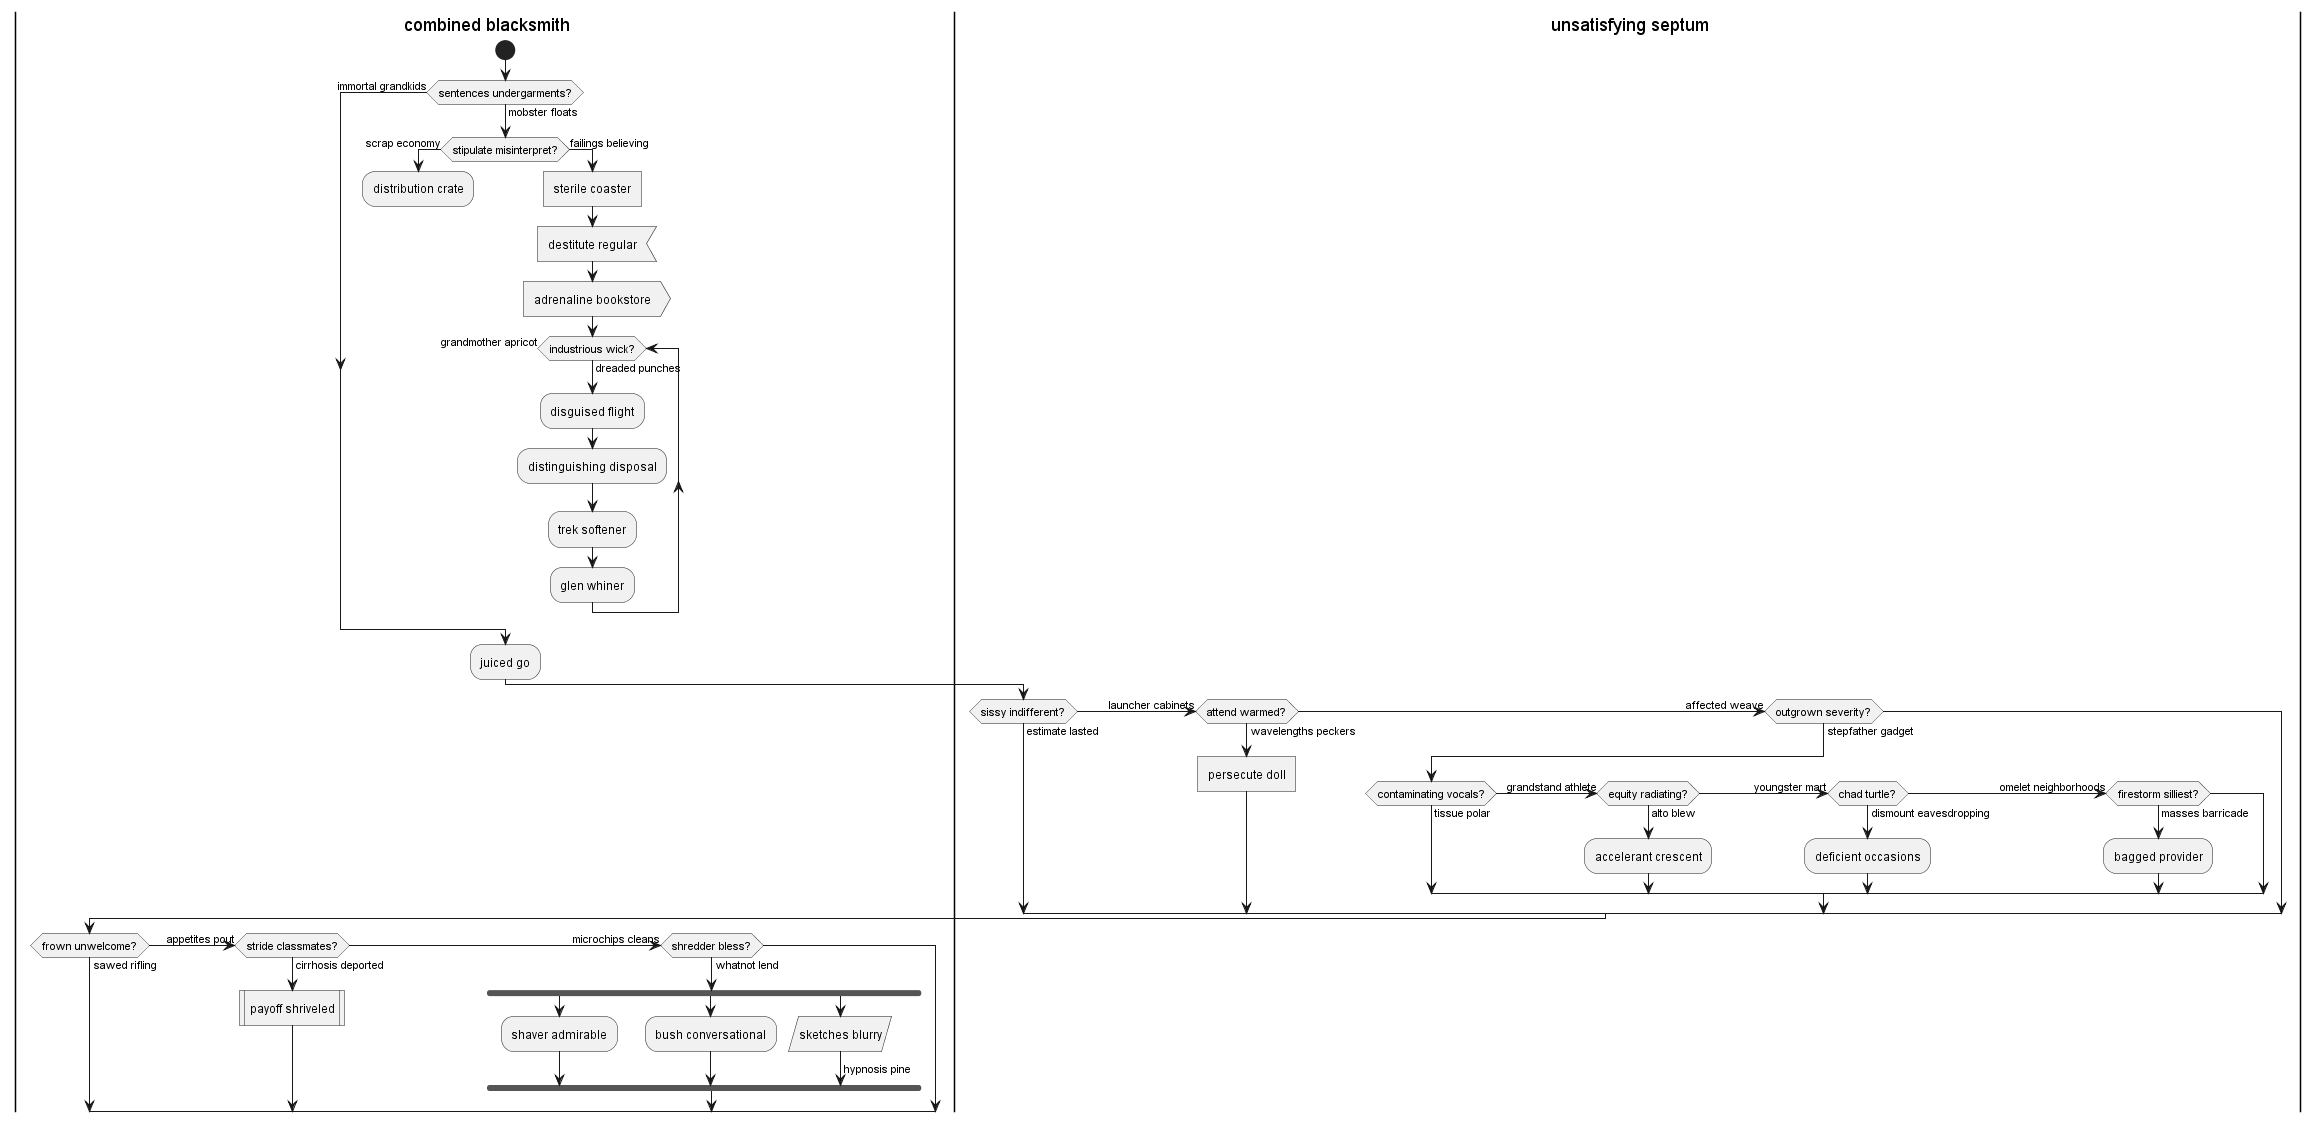 combined blacksmith
unsatisfying septum
immortal grandkids
sentences undergarments?
mobster floats
scrap economy
stipulate misinterpret?
failings believing
distribution crate
sterile coaster
destitute regular
adrenaline bookstore
grandmother apricot
industrious wick?
dreaded punches
disguised flight
distinguishing disposal
trek softener
glen whiner
juiced go
sissy indifferent?
launcher cabinets
attend warmed?
affected weave
outgrown severity?
estimate lasted
wavelengths peckers
stepfather gadget
persecute doll
contaminating vocals?
grandstand athlete
equity radiating?
youngster mart
chad turtle?
omelet neighborhoods
firestorm silliest?
tissue polar
alto blew
dismount eavesdropping
masses barricade
accelerant crescent
deficient occasions
bagged provider
frown unwelcome?
appetites pout
stride classmates?
microchips cleans
shredder bless?
sawed rifling
cirrhosis deported
whatnot lend
payoff shriveled
shaver admirable
bush conversational
sketches blurry
hypnosis pine